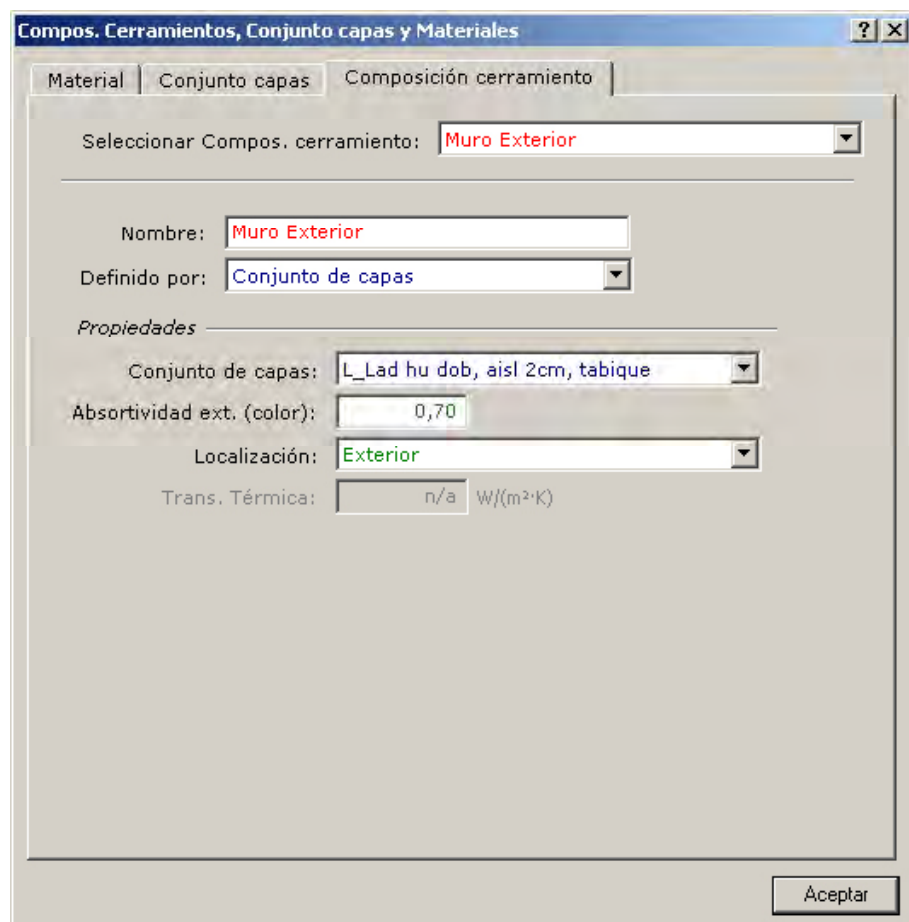 Compos. Cerramientos, Conjunto capas y Materiales
Material Conjunto capas Composición cerramiento
Seleccionar Compos. cerramiento: Muro Exterior
Nombre: Muro Exterior
Definido por: Conjunto de capas
Propiedades
Conjunto de capas: L_Lad hu dob, aisl 2cm, tabique
Absortividad ext. (color): 0,70
Localización: Exterior
Trans. Térmica: n/a W/(m²·K)
Aceptar